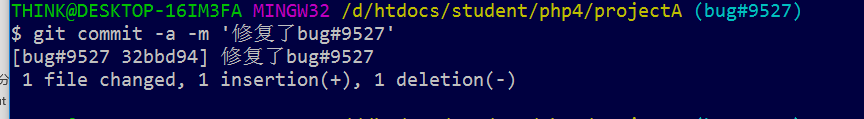 THINK@DESKTOP-16IM3FA MINGW32 /d/htdocs/student/php4/projectA (bug#9527)
$ git commit -a -m '修复了bug#9527'
[bug#9527 32bbd94] 修复了bug#9527
1 file changed, 1 insertion(+), 1 deletion(-)